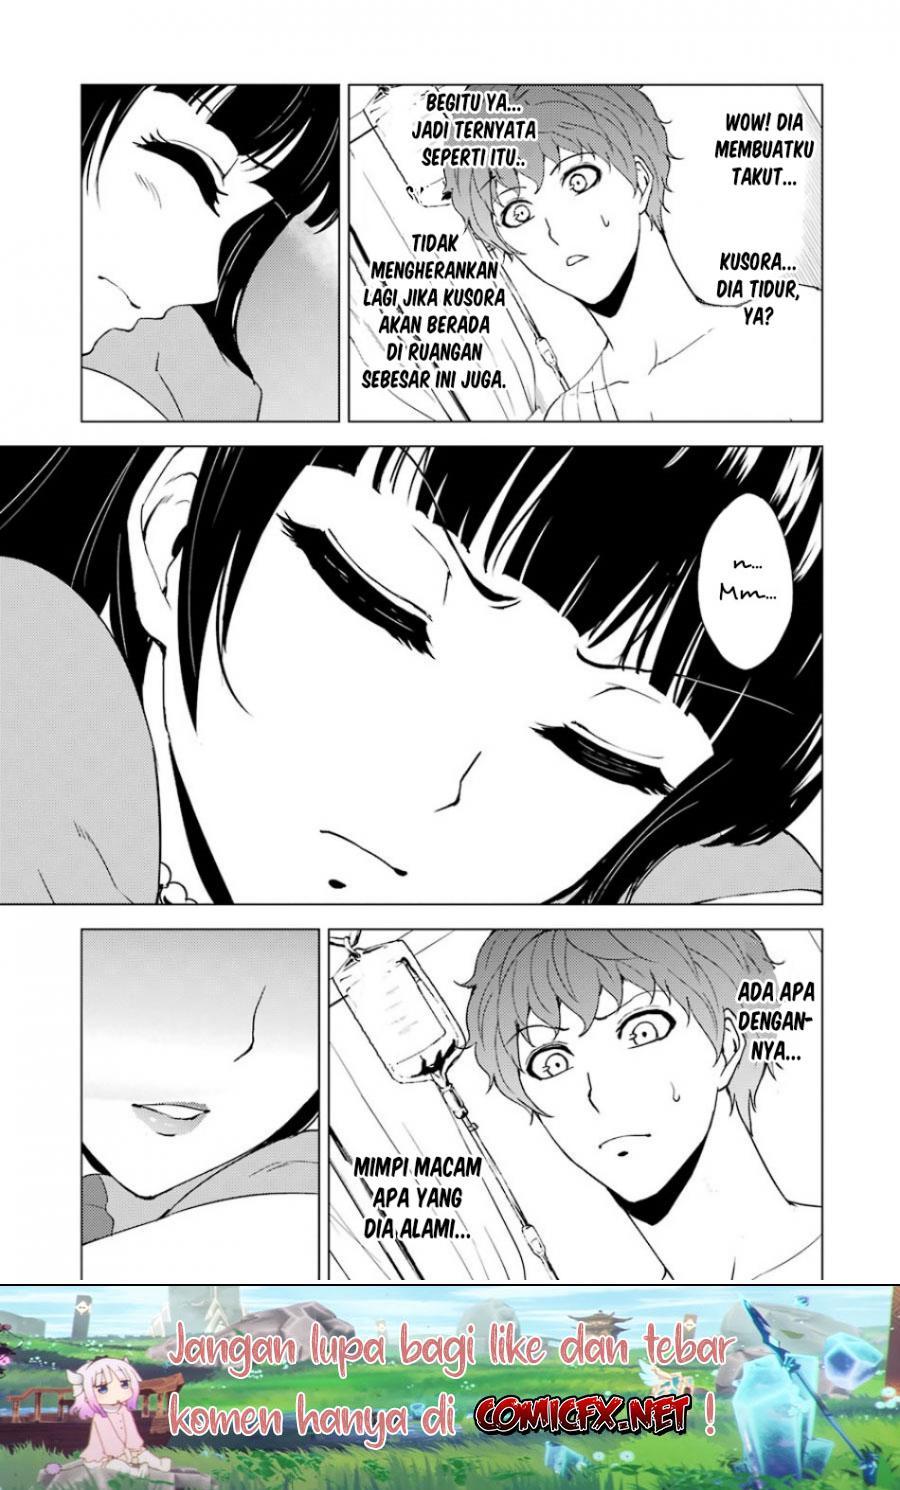 WOW! DIA
MEMBUATKU
TAKUT...
KUSORA...
DIA TIDUR,
YA?
BEGITU YA...
JADI TERNYATA
SEPERTI ITU..
TIDAK
MENGHERANKAN
LAGI JIKA KUSORA
AKAN BERADA
DI RUANGAN
SEBESAR INI JUGA.
n...
Mm...
ADA APA
DENGAN-
NYA...
MIMPI MACAM
APA YANG
DIA ALAMI...
Jangan lupa bagi like dan tebar
komen hanya di COMICFX.NET !